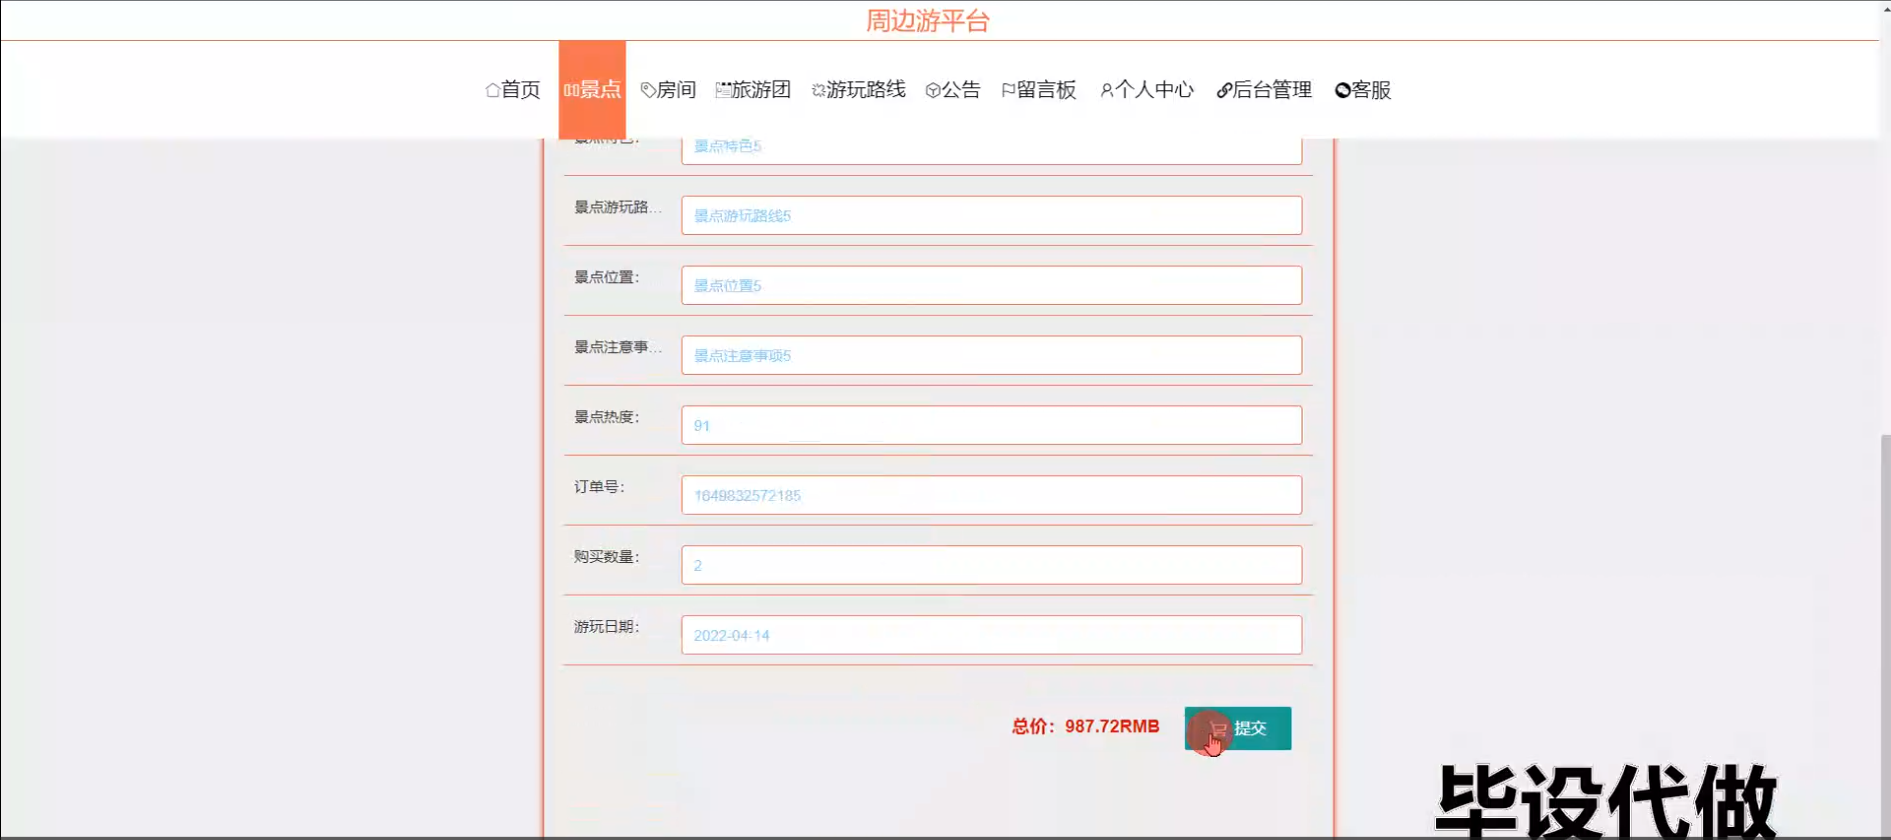 周边游平台
首页 景点 房间 旅游团 游玩路线 公告 留言板 个人中心 后台管理 客服
景点特色5
景点游玩路... 景点游玩路线5
景点位置： 景点位置5
景点注意事... 景点注意事项5
景点热度： 91
订单号： 1649832572185
购买数量： 2
游玩日期： 2022-04-14
总价：987.72RMB 提交
毕设代做